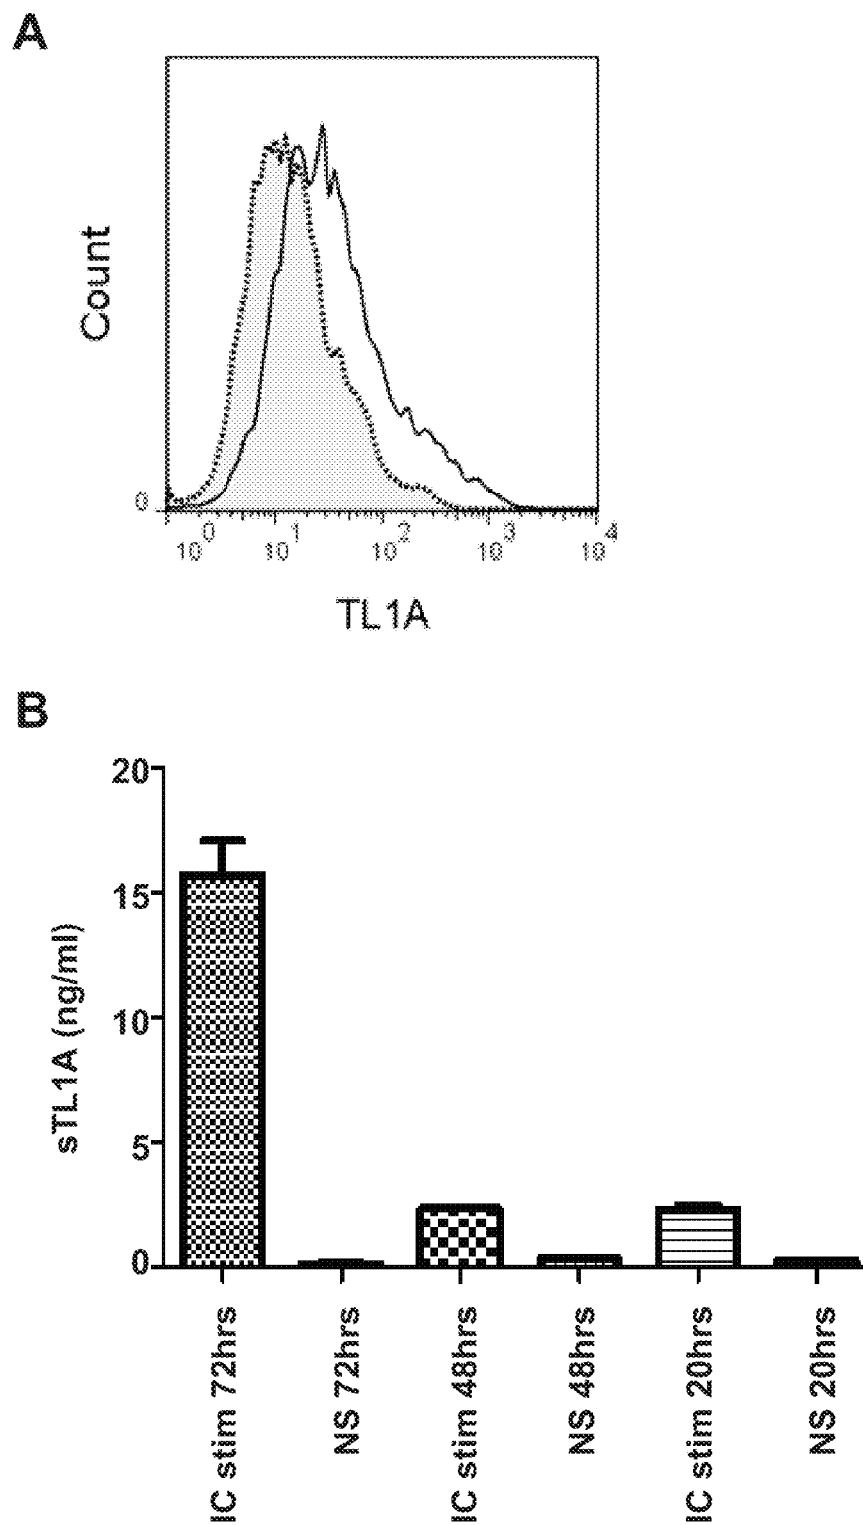 A
Count
0
10^0 10^1 10^2 10^3 10^4
TL1A
B
sTL1A (ng/ml)
20
15
10
5
0
IC stim 72hrs
NS 72hrs
IC stim 48hrs
NS 48hrs
IC stim 20hrs
NS 20hrs